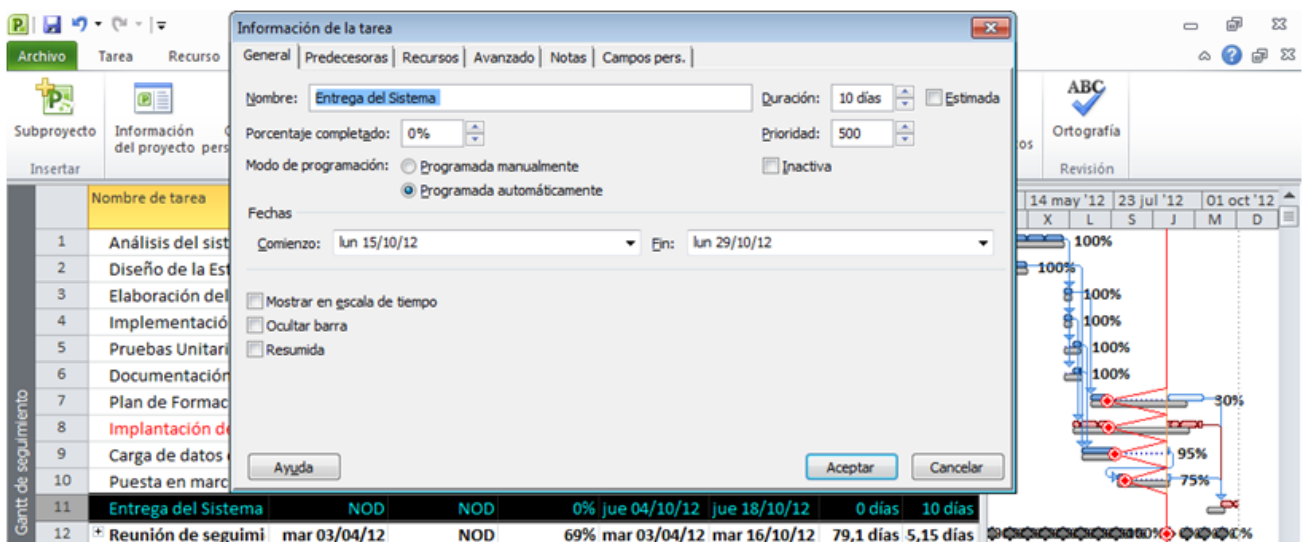 Información de la tarea
Archivo Tarea Recurso
General Predecesoras Recursos Avanzado Notas Campos pers.
Nombre: Entrega del Sistema Duración: 10 días Estimada
Porcentaje completado: 0% Prioridad: 500
Modo de programación: Programada manualmente Inactiva
Programada automáticamente
Fechas
Comienzo: lun 15/10/12 Fin: lun 29/10/12
Mostrar en escala de tiempo
Ocultar barra
Resumida
Ayuda Aceptar Cancelar
Subproyecto
Insertar
Información
del proyecto pers
os
ABC
Ortografía
Revisión
Gantt de seguimiento
Nombre de tarea
14 may '12 23 jul '12 01 oct '12
X L S J M D
1 Análisis del sist 100%
2 Diseño de la Est 100%
3 Elaboración del 100%
4 Implementació 100%
5 Pruebas Unitari 100%
6 Documentación 100%
7 Plan de Formac 30%
8 Implantación de
9 Carga de datos 95%
10 Puesta en marc 75%
11 Entrega del Sistema NOD NOD 0% jue 04/10/12 jue 18/10/12 0 días 10 días
12 Reunión de seguimi mar 03/04/12 NOD 69% mar 03/04/12 mar 16/10/12 79,1 días 5,15 días